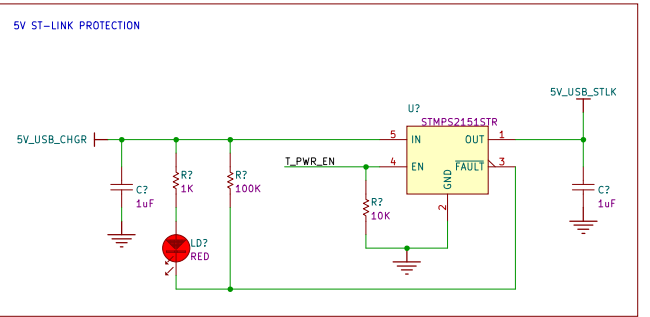 5V ST-LINK PROTECTION
5V_USB_STLK
U?
STMPS2151STR
5V_USB_CHGR
5 IN OUT 1
T_PWR_EN
4 EN FAULT 3
GND
2
C?
1uF
R?
1K
R?
100K
R?
10K
C?
1uF
LD?
RED